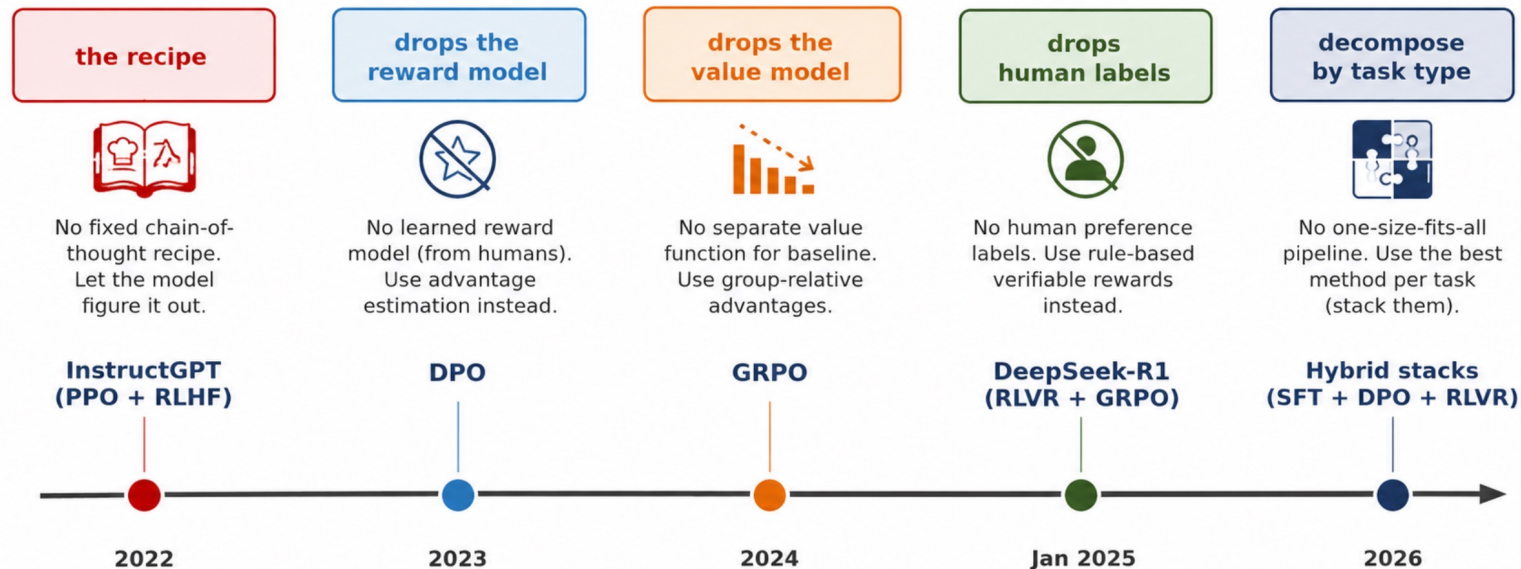 the recipe
No fixed chain-of-
thought recipe.
Let the model
figure it out.
InstructGPT
(PPO + RLHF)
2022
drops the
reward model
No learned reward
model (from humans).
Use advantage
estimation instead.
DPO
2023
drops the
value model
No separate value
function for baseline.
Use group-relative
advantages.
GRPO
2024
drops
human labels
No human preference
labels. Use rule-based
verifiable rewards
instead.
DeepSeek-R1
(RLVR + GRPO)
Jan 2025
decompose
by task type
No one-size-fits-all
pipeline. Use the best
method per task
(stack them).
Hybrid stacks
(SFT + DPO + RLVR)
2026